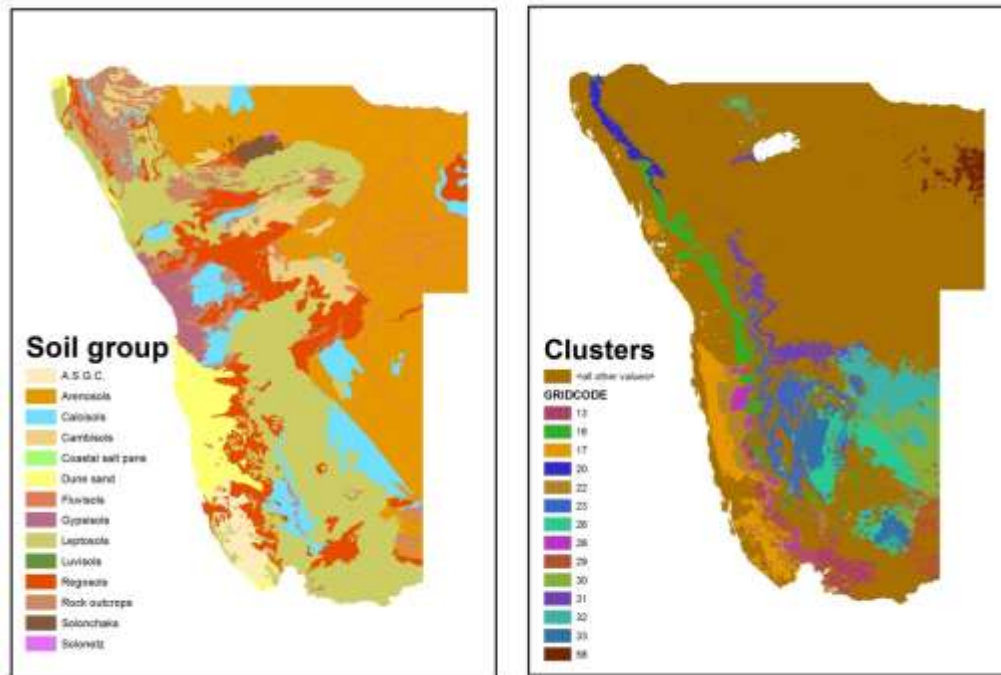 Soil group
A.S.G.C.
Arenosols
Calcisols
Cambisols
Coastal salt pans
Dune sand
Fluvisols
Gypsisols
Leptosols
Luvisols
Regosols
Rock outcrops
Solonchaks
Solonetz
Clusters
<all other values>
GRIDCODE
13
16
17
20
22
23
26
28
29
30
31
32
33
58